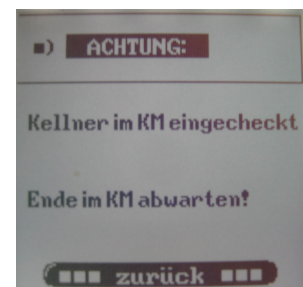 ■) ACHTUNG:
Kellner im KM eingecheckt
Ende im KM abwarten!
zurück